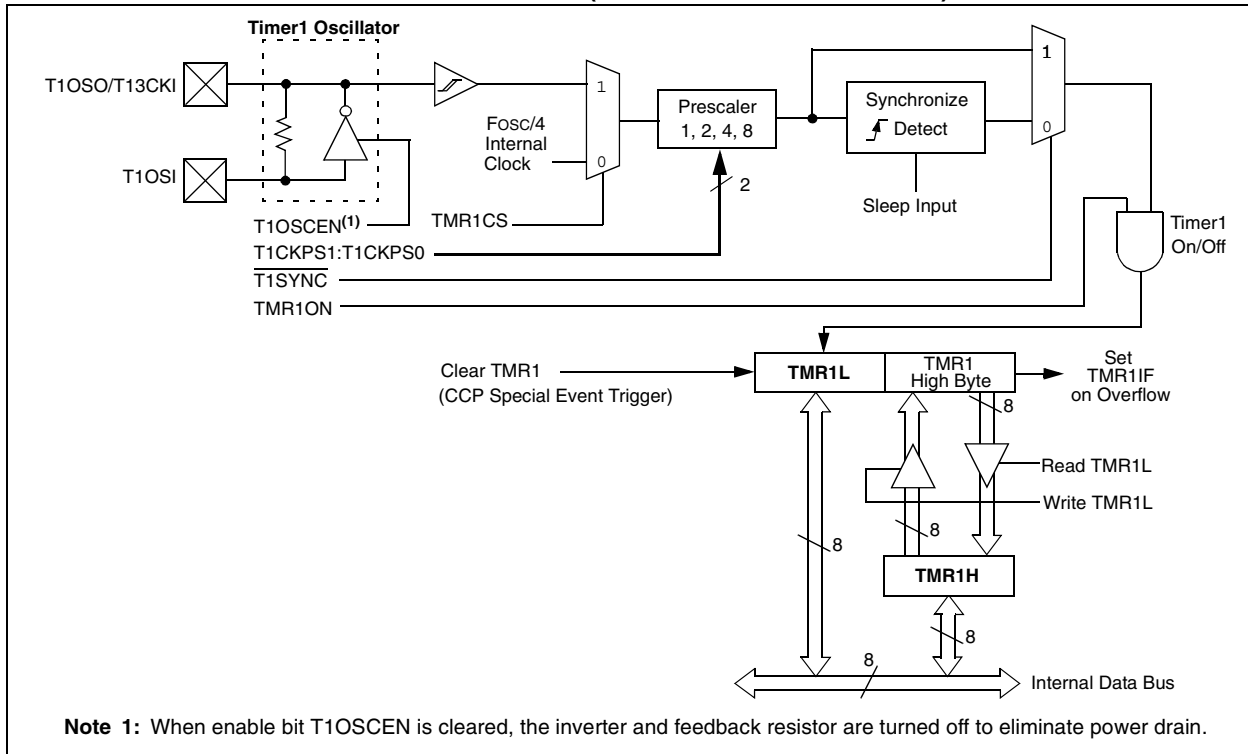 Timer1 Oscillator
T1OSO/T13CKI
T1OSI
FOSC/4
Internal
Clock
1
0
Prescaler
1, 2, 4, 8
2
Synchronize
Detect
Sleep Input
1
0
T1OSCEN(1)
TMR1CS
T1CKPS1:T1CKPS0
T1SYNC
TMR1ON
Timer1
On/Off
Clear TMR1
(CCP Special Event Trigger)
TMR1L
TMR1
High Byte
Set
TMR1IF
on Overflow
8
Read TMR1L
Write TMR1L
8
8
TMR1H
8
8
Internal Data Bus
Note 1: When enable bit T1OSCEN is cleared, the inverter and feedback resistor are turned off to eliminate power drain.